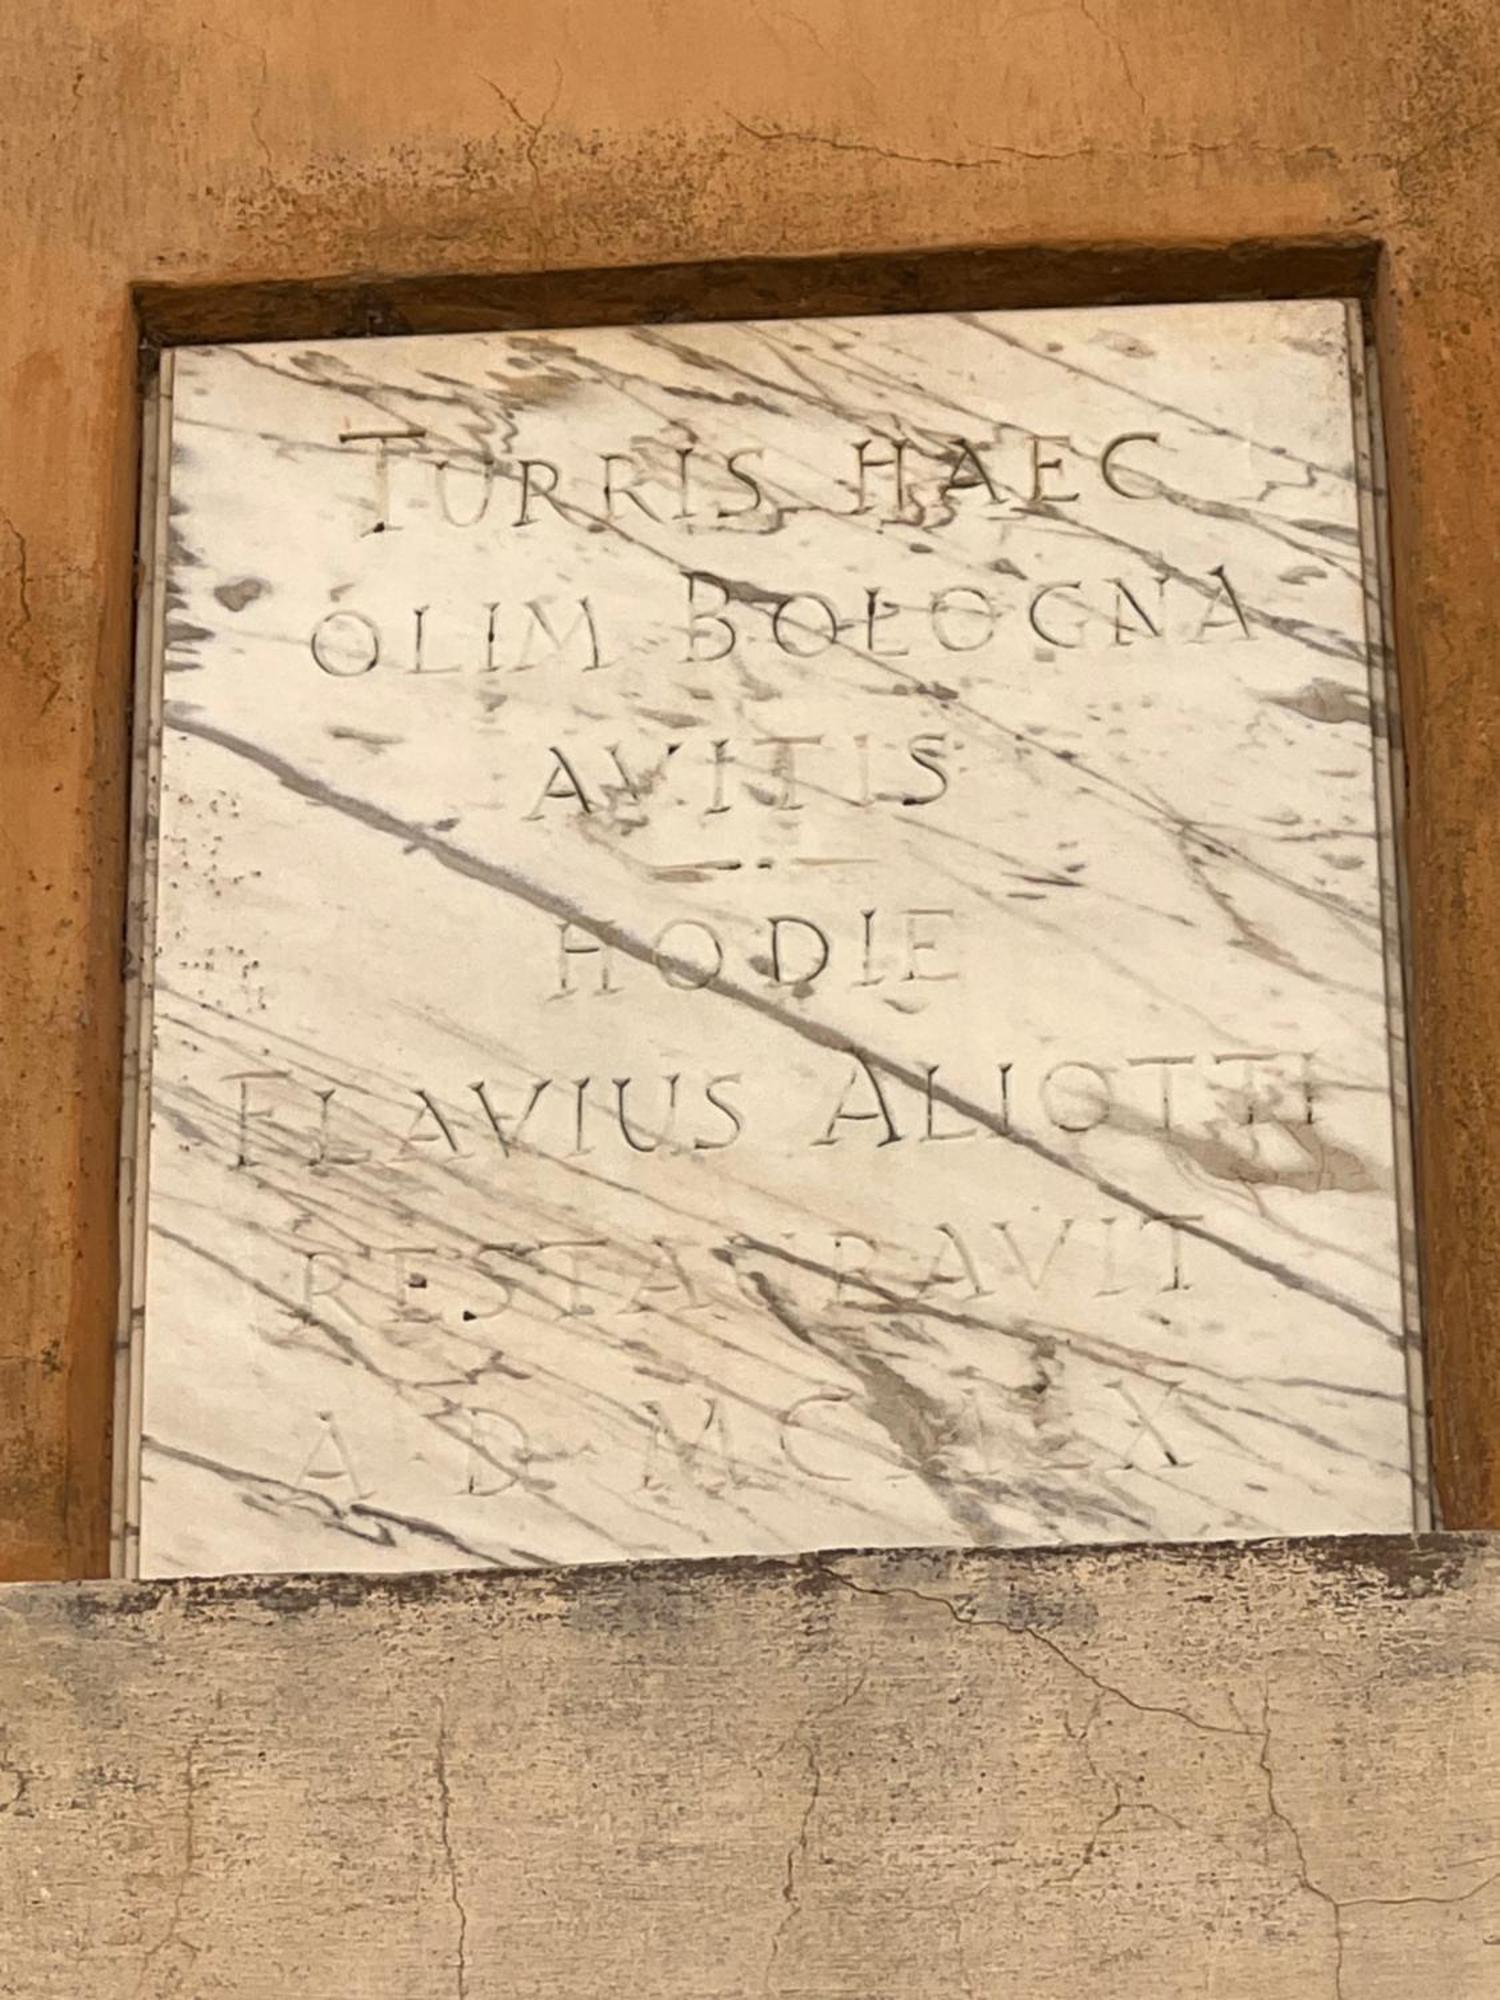 TURRIS HAEC
OLIM BOLOGNA
AVITIS
HODIE
FLAVIUS ALIOTTI
RESTAURAVIT
A·D·